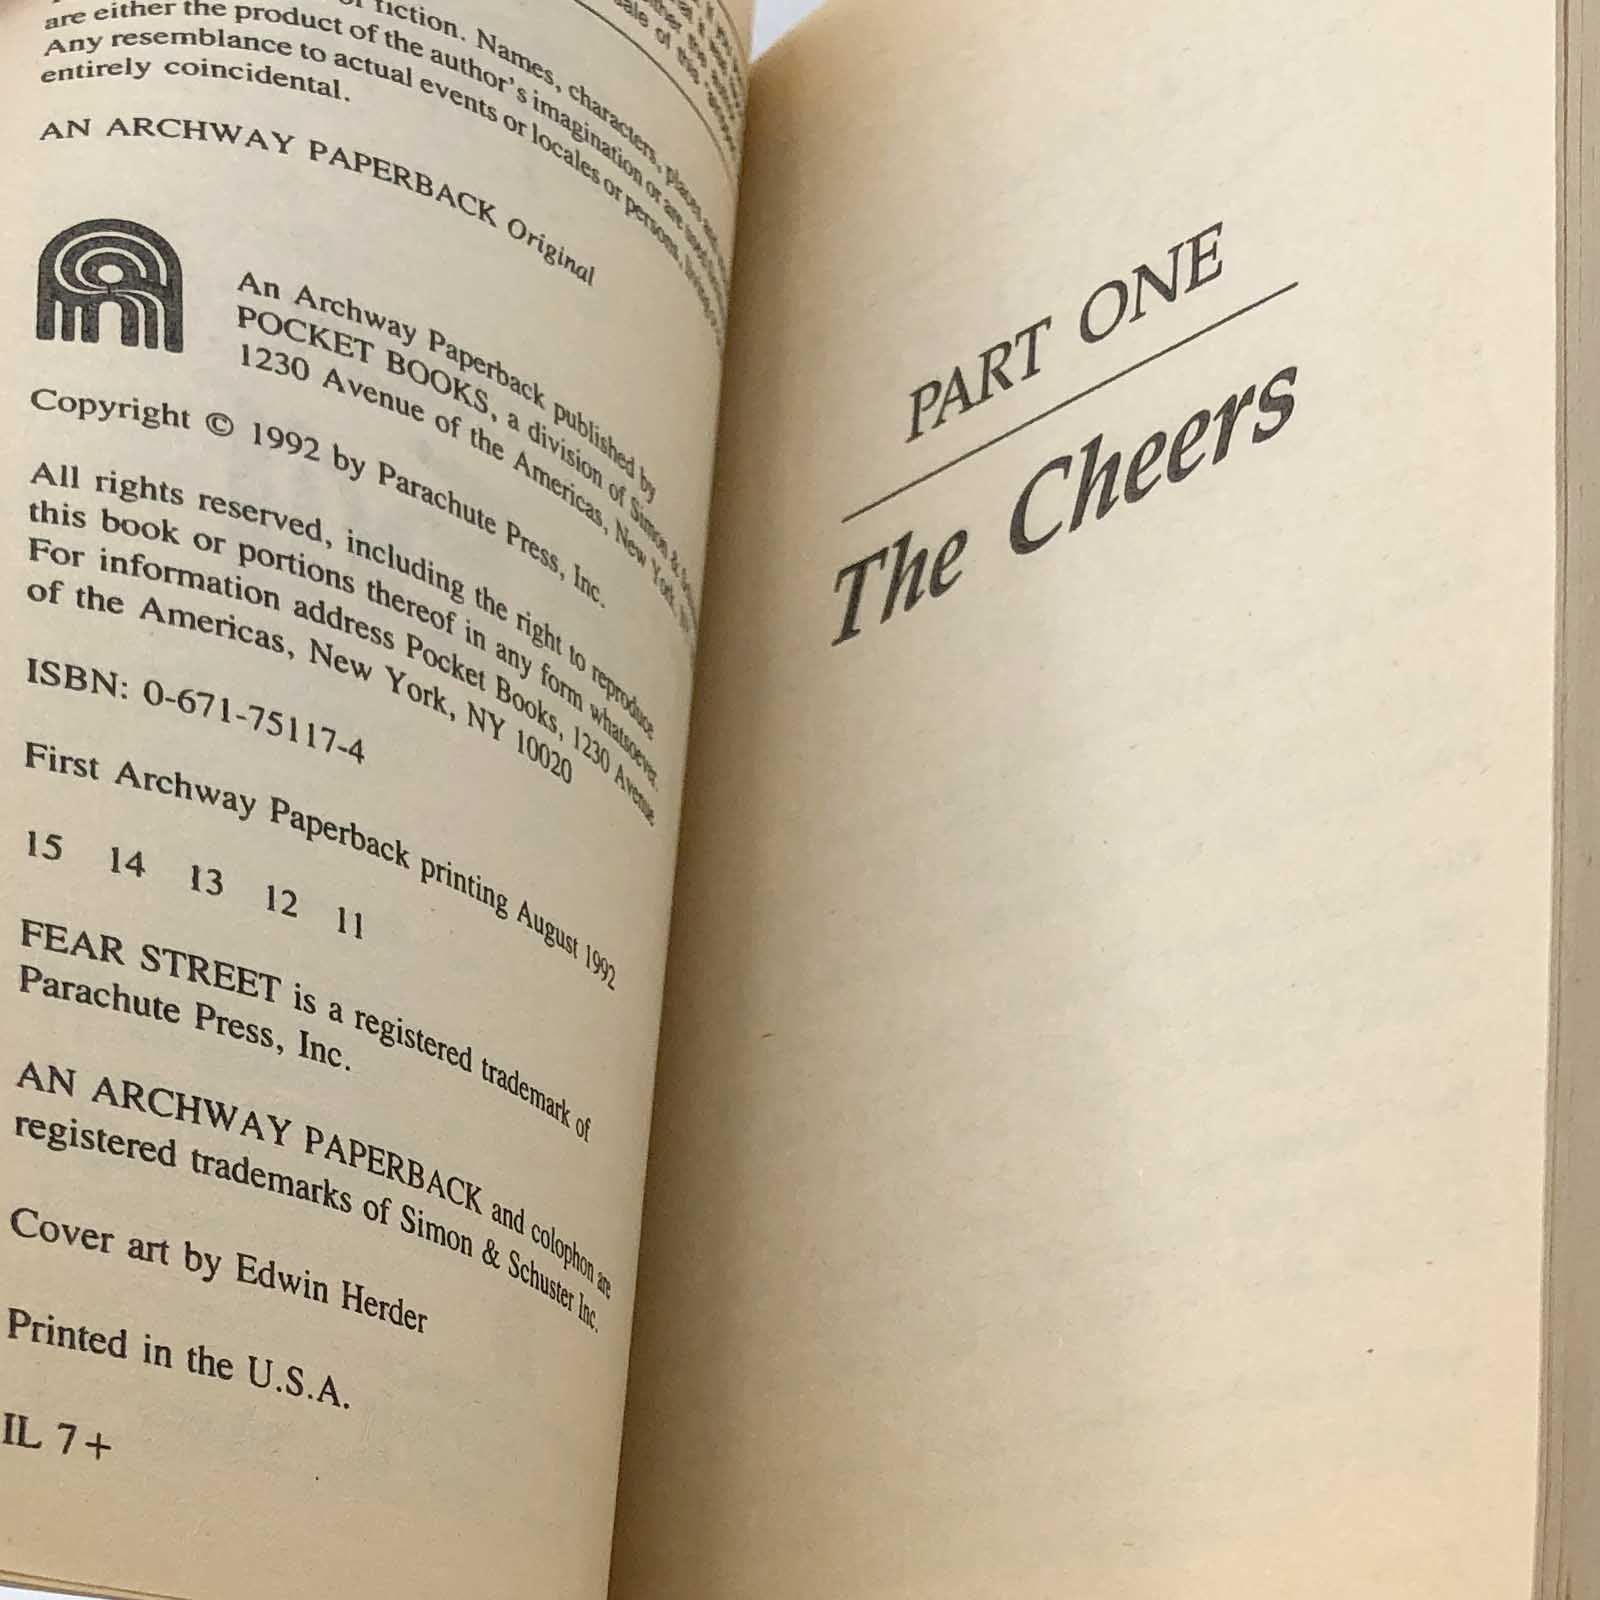 of fiction. Names, characters, places and
are either the product of the author's imagination or are used
Any resemblance to actual events or locales or persons,
entirely coincidental.
AN ARCHWAY PAPERBACK Original
An Archway Paperback published by
POCKET BOOKS, a division of Simon &
1230 Avenue of the Americas, New York,
Copyright © 1992 by Parachute Press, Inc.
All rights reserved, including the right to reproduce
this book or portions thereof in any form whatsoever.
For information address Pocket Books, 1230 Avenue
of the Americas, New York, NY 10020
ISBN: 0-671-75117-4
First Archway Paperback printing August 1992
15 14 13 12 11
FEAR STREET is a registered trademark of
Parachute Press, Inc.
AN ARCHWAY PAPERBACK and colophon are
registered trademarks of Simon & Schuster Inc.
Cover art by Edwin Herder
Printed in the U.S.A.
IL 7+
PART ONE
The Cheers